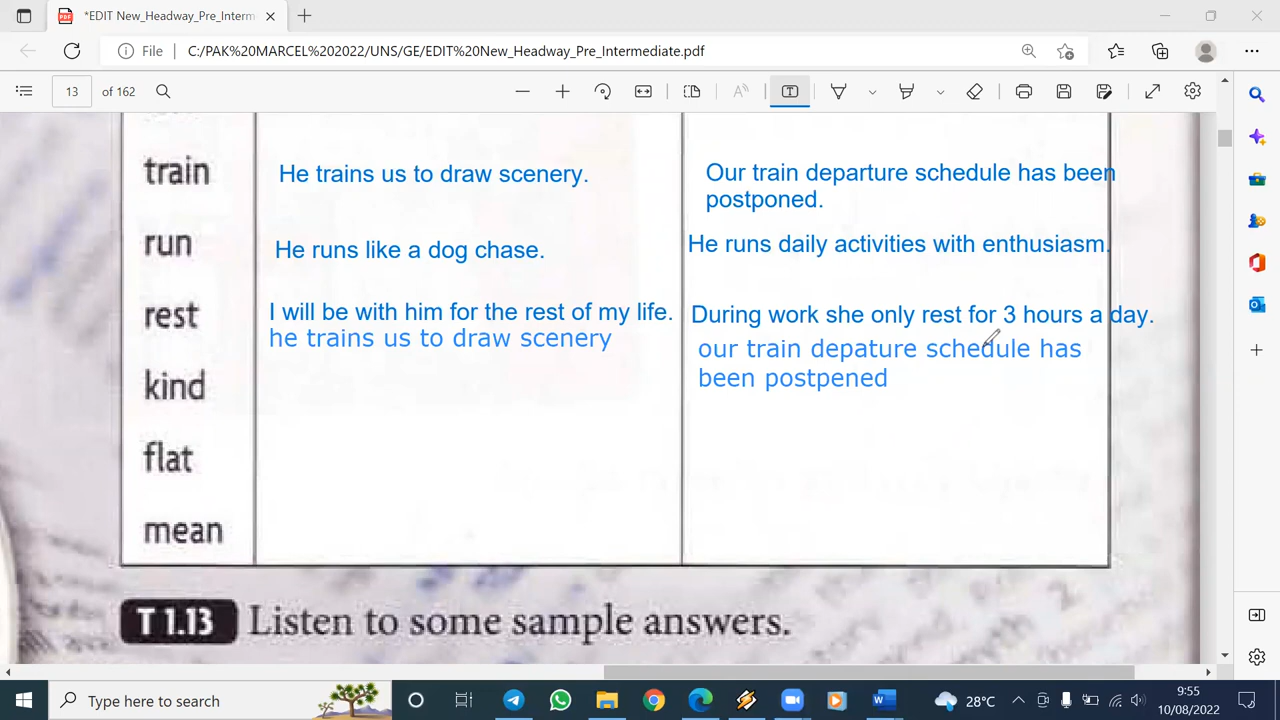 *EDIT New_Headway_Pre_Interm
File C:/PAK%20MARCEL%202022/UNS/GE/EDIT%20New_Headway_Pre_Intermediate.pdf
13 of 162
train He trains us to draw scenery. Our train departure schedule has been
postponed.
run He runs like a dog chase. He runs daily activities with enthusiasm.
rest I will be with him for the rest of my life. During work she only rest for 3 hours a day.
he trains us to draw scenery our train depature schedule has
been postpened
kind
flat
mean
T 1.13 Listen to some sample answers.
Type here to search 28°C 9:55
10/08/2022